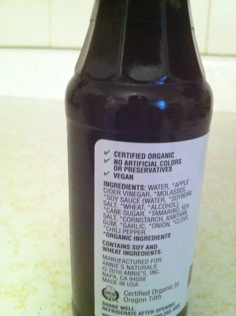 ✓ CERTIFIED ORGANIC
✓ NO ARTIFICIAL COLORS
OR PRESERVATIVES
✓ VEGAN
INGREDIENTS: WATER, *APPLE
CIDER VINEGAR, *MOLASSES,
*SOY SAUCE (WATER, *SOYBEAN,
SALT, *WHEAT, *ALCOHOL),
*CANE SUGAR, *TAMARIND, SEA
SALT, *CORNSTARCH, XANTHAN
GUM, *GARLIC, *ONION, *CLOVE,
*CHILI PEPPER.
*ORGANIC INGREDIENTS
CONTAINS SOY AND
WHEAT INGREDIENTS.
MANUFACTURED FOR:
ANNIE'S NATURALS
© 2010 ANNIE'S, INC.
NAPA, CA 94558
MADE IN USA
Certified Organic by
Oregon Tilth
SHAKE WELL.
REFRIGERATE AFTER OPENING.